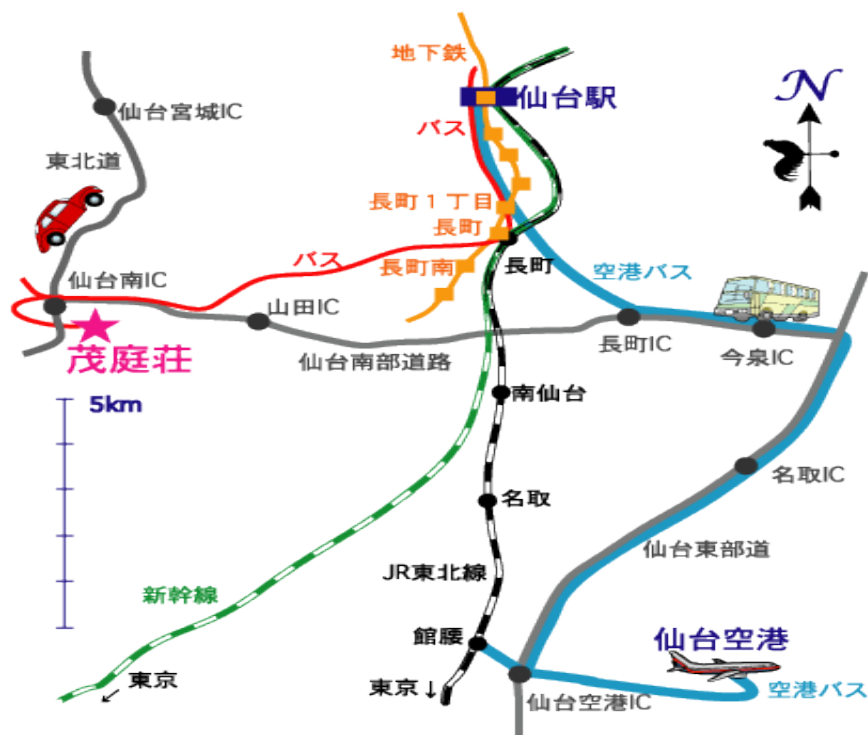 地下鉄
仙台駅
N
仙台宮城IC
バス
東北道
長町1丁目
長町
長町
バス
長町南
空港バス
仙台南IC
山田IC
長町IC
今泉IC
茂庭荘
仙台南部道路
5km
南仙台
名取IC
名取
仙台東部道
JR東北線
新幹線
館腰
仙台空港
東京
↙
東京↓
仙台空港IC
空港バス